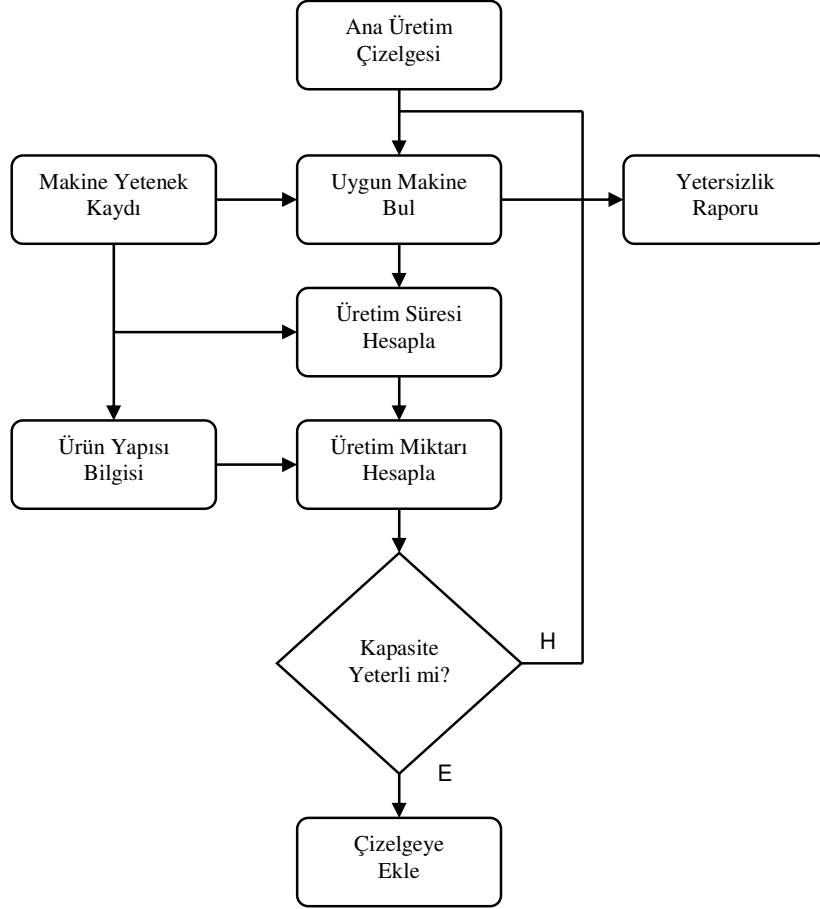 Ana Üretim
Çizelgesi
Makine Yetenek
Kaydı
Uygun Makine
Bul
Yetersizlik
Raporu
Üretim Süresi
Hesapla
Ürün Yapısı
Bilgisi
Üretim Miktarı
Hesapla
Kapasite
Yeterli mi?
H
E
Çizelgeye
Ekle